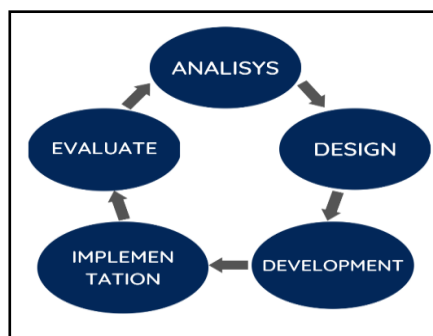 ANALISYS
DESIGN
DEVELOPMENT
IMPLEMEN
TATION
EVALUATE